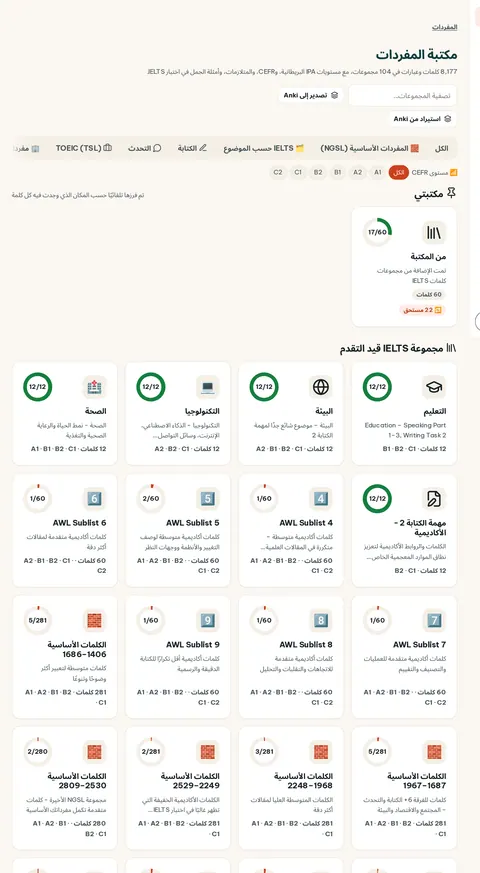 المفردات
مكتبة المفردات
8,177 كلمات وعبارات في 104 مجموعات، مع مستويات IPA البريطانية، وCEFR، والمتلازمات، وأمثلة الجمل في اختبار IELTS.
تصفية المجموعات...
تصدير إلى Anki
استيراد من Anki
الكل
المفردات الأساسية (NGSL)
IELTS حسب الموضوع
الكتابة
التحدث
TOEIC (TSL)
مستوى CEFR
الكل
A1
A2
B1
B2
C1
C2
مكتبتي
تم فرزها تلقائيًا حسب المكان الذي وجدت فيه كل كلمة
17/60
من المكتبة
تمت الإضافة من مجموعات
كلمات IELTS
60 كلمات
22 مستحق
مجموعة IELTS قيد التقدم
12/12
التعليم
Education – Speaking Part
1-3, Writing Task 2
12 كلمات · B1 · B2 · C1
12/12
البيئة
البيئة – موضوع شائع جدًا لمهمة
الكتابة 2
12 كلمات · A2 · B2 · C1
12/12
التكنولوجيا
التكنولوجيا – الذكاء الاصطناعي،
الإنترنت، وسائل التواصل...
12 كلمات · A2 · B2 · C1
12/12
الصحة
الصحة – نمط الحياة والرعاية
الصحية والتغذية
12 كلمات · A1 · B1 · B2 · C1
12/12
مهمة الكتابة 2 –
الأكاديمية
الكلمات والروابط الأكاديمية لتعزيز
نطاق الموارد المعجمية الخاص...
12 كلمات · B2 · C1
1/60
AWL Sublist 4
كلمات أكاديمية متوسطة –
متكررة في المقالات العلمية...
60 كلمات · A1 · A2 · B1 · B2 ·
C1 · C2
2/60
AWL Sublist 5
كلمات أكاديمية متوسطة لوصف
التغيير والأنظمة ووجهات النظر
60 كلمات · A1 · A2 · B1 · B2 ·
C1 · C2
1/60
AWL Sublist 6
كلمات أكاديمية متقدمة لمقالات
أكثر دقة
60 كلمات · A2 · B1 · B2 · C1 ·
C2
1/60
AWL Sublist 7
كلمات أكاديمية متقدمة للعمليات
والتصنيف والتقييم
60 كلمات · A1 · A2 · B1 · B2 ·
C1 · C2
1/60
AWL Sublist 8
كلمات أكاديمية متقدمة
للاتجاهات والتقلبات والتحليل
60 كلمات · A1 · A2 · B1 · B2 ·
C1 · C2
1/60
AWL Sublist 9
كلمات أكاديمية أقل تكرارًا للكتابة
الدقيقة والرسمية
60 كلمات · A1 · A2 · B1 · B2 ·
C1 · C2
5/281
الكلمات الأساسية
1406–1686
كلمات متوسطة لتعبير أكثر
وضوحًا وتنوعًا
281 كلمات · A1 · A2 · B1 · B2
· C1
5/281
الكلمات الأساسية
1687–1967
كلمات للفرقة 6+ الكتابة والتحدث
– المجتمع والاقتصاد والبيئة
281 كلمات · A1 · A2 · B1 · B2
· C1
3/281
الكلمات الأساسية
1968–2248
الكلمات المتوسطة العليا لمقالات
أكثر دقة
281 كلمات · A1 · A2 · B1 · B2
· C1
2/281
الكلمات الأساسية
2249–2529
الكلمات الأكاديمية الخفيفة التي
تظهر غالبًا في اختبار IELTS...
281 كلمات · A1 · A2 · B1 · B2
· C1
2/280
الكلمات الأساسية
2530–2809
مجموعة NGSL الأخيرة – كلمات
متقدمة تكمل مفرداتك الأساسية
280 كلمات · A1 · A2 · B1 ·
B2 · C1